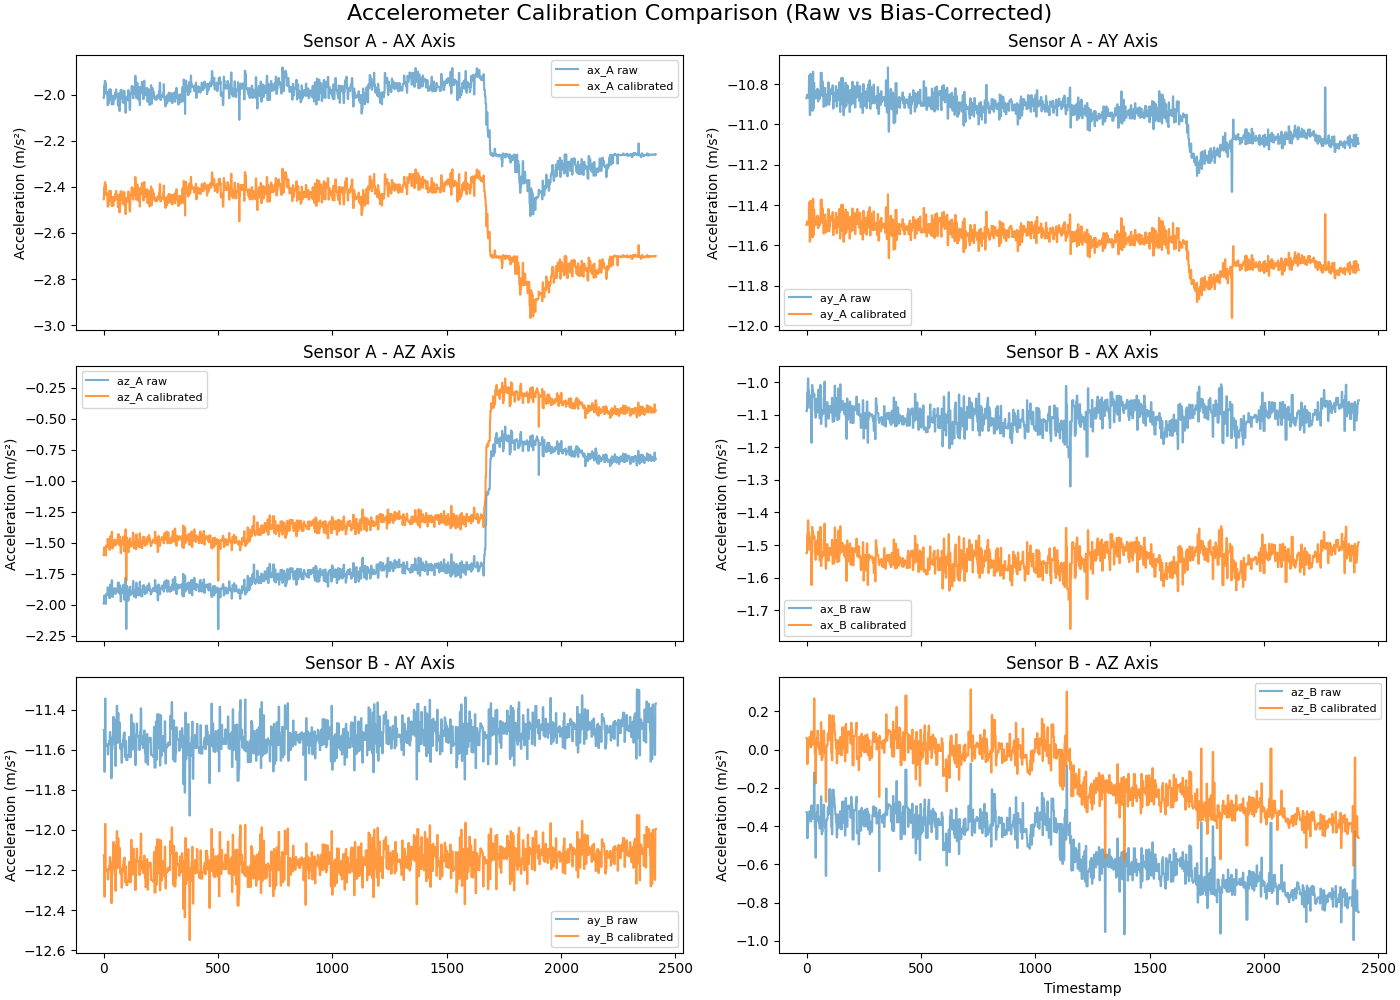 Accelerometer Calibration Comparison (Raw vs Bias-Corrected)
Sensor A - AX Axis
Acceleration (m/s²)
−2.0
−2.2
−2.4
−2.6
−2.8
−3.0
ax_A raw
ax_A calibrated
Sensor A - AY Axis
Acceleration (m/s²)
−10.8
−11.0
−11.2
−11.4
−11.6
−11.8
−12.0
ay_A raw
ay_A calibrated
Sensor A - AZ Axis
Acceleration (m/s²)
−0.25
−0.50
−0.75
−1.00
−1.25
−1.50
−1.75
−2.00
−2.25
az_A raw
az_A calibrated
Sensor B - AX Axis
Acceleration (m/s²)
−1.0
−1.1
−1.2
−1.3
−1.4
−1.5
−1.6
−1.7
ax_B raw
ax_B calibrated
Sensor B - AY Axis
Acceleration (m/s²)
−11.4
−11.6
−11.8
−12.0
−12.2
−12.4
−12.6
ay_B raw
ay_B calibrated
0 500 1000 1500 2000 2500
Sensor B - AZ Axis
Acceleration (m/s²)
0.2
0.0
−0.2
−0.4
−0.6
−0.8
−1.0
az_B raw
az_B calibrated
0 500 1000 1500 2000 2500
Timestamp